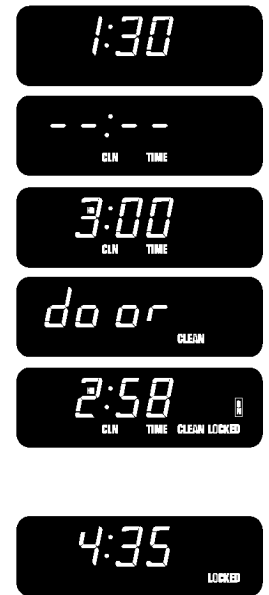 1:30
--:--
CLN TIME
3:00
CLN TIME
door
CLEAN
2:58
ON
CLN TIME CLEAN LOCKED
4:35
LOCKED